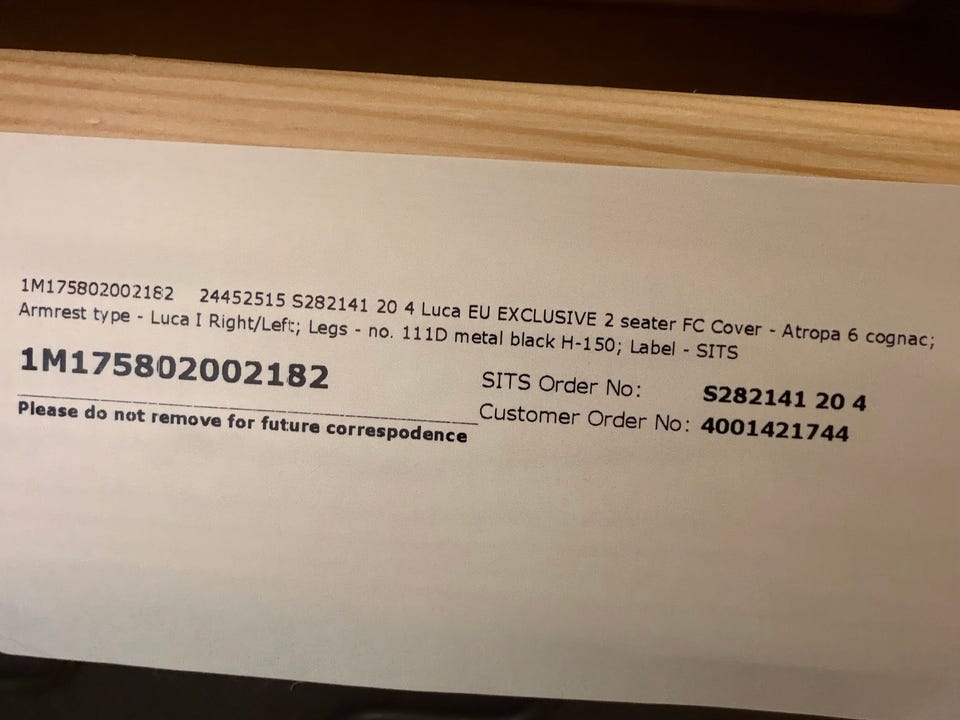 1M175802002182 24452515 S282141 20 4 Luca EU EXCLUSIVE 2 seater FC Cover - Atropa 6 cognac;
Armrest type - Luca I Right/Left; Legs - no. 111D metal black H-150; Label - SITS
1M175802002182
SITS Order No: S282141 20 4
Customer Order No: 4001421744
Please do not remove for future correspodence